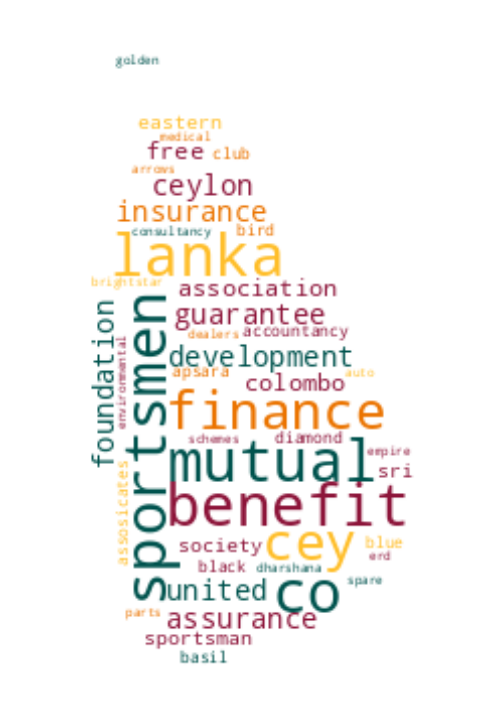 golden
eastern
medical
free club
arrows
ceylon
insurance
consultancy bird
lanka
brightstar
association
foundation
sportsmen
environmental
guarantee
dealers accountancy
development
apsara auto
colombo
finance
schemes diamond
mutual
empire
sri
benefit
assosicates
society
cey
blue
erd
black dharshana
united
co
spare
parts
assurance
sportsman
basil